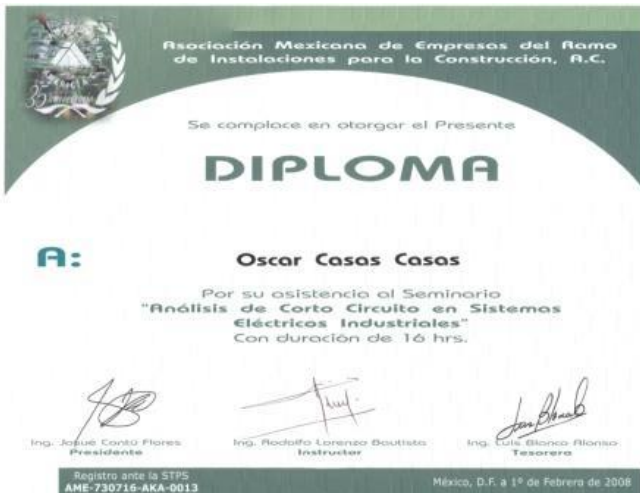 Asociación Mexicana de Empresas del Ramo
de Instalaciones para la Construcción, A.C.
Se complace en otorgar el Presente
DIPLOMA
A:
Oscar Casas Casas
Por su asistencia al Seminario
"Análisis de Corto Circuito en Sistemas
Eléctricos Industriales"
Con duración de 16 hrs.
Ing. Josué Cantú Flores
Presidente
Ing. Rodolfo Lorenzo Bautista
Instructor
Ing. Luis Blanco Alonso
Tesorero
Registro ante la STPS
AME-730716-AKA-0013
México, D.F. a 1º de Febrero de 2008